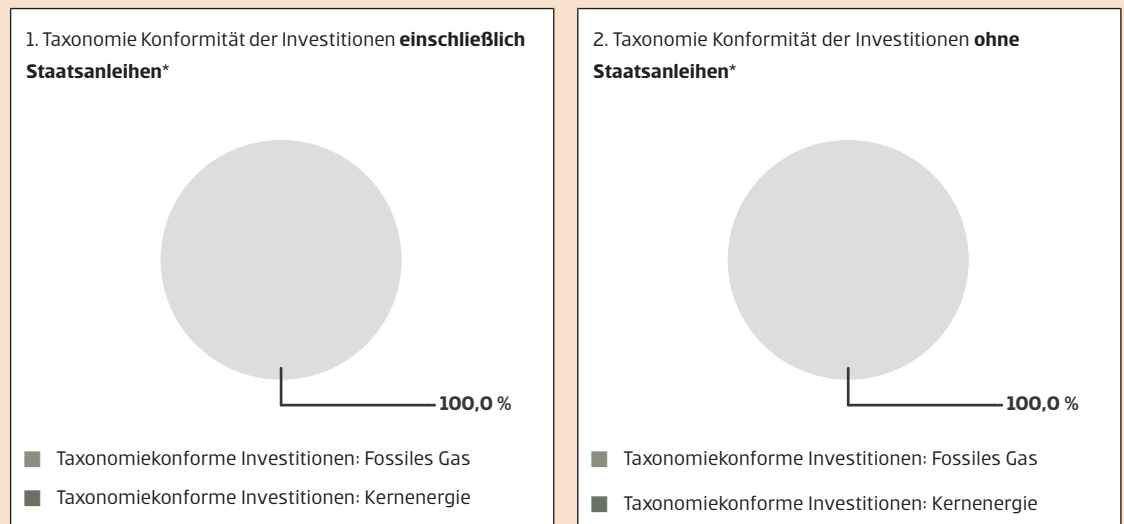 1. Taxonomie Konformität der Investitionen einschließlich
Staatsanleihen*
100,0 %
Taxonomiekonforme Investitionen: Fossiles Gas
Taxonomiekonforme Investitionen: Kernenergie
2. Taxonomie Konformität der Investitionen ohne
Staatsanleihen*
100,0 %
Taxonomiekonforme Investitionen: Fossiles Gas
Taxonomiekonforme Investitionen: Kernenergie